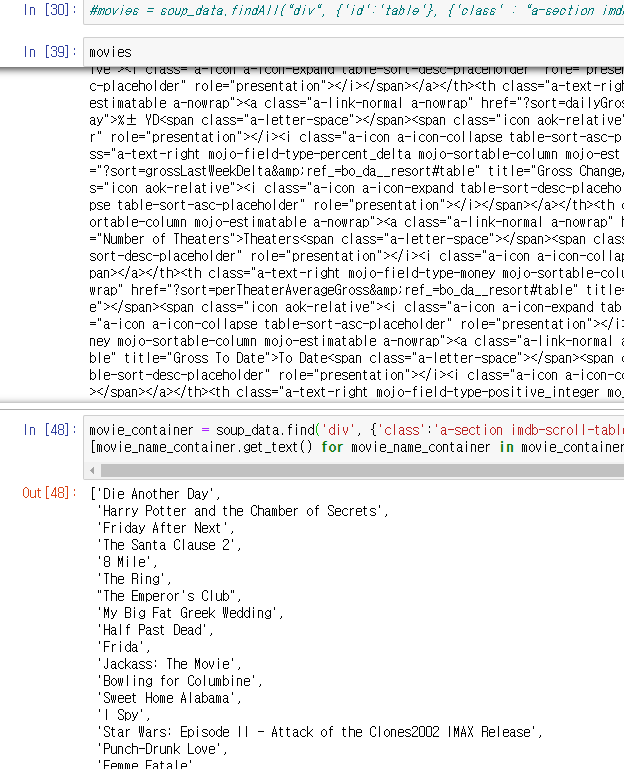 In [30]: #movies = soup_data.findAll("div", {'id':'table'}, {'class' : "a-section imdb
In [39]: movies
ive"><i class="a-icon a-icon-expand table-sort-desc-placeholder" role="presen
c-placeholder" role="presentation"></i></span></a></th><th class="a-text-righ
estimatable a-nowrap"><a class="a-link-normal a-nowrap" href="?sort=dailyGros
ay">%± YD<span class="a-letter-space"></span><span class="icon aok-relative"
r" role="presentation"></i><i class="a-icon a-icon-collapse table-sort-asc-p
ss="a-text-right mojo-field-type-percent_delta mojo-sortable-column mojo-est
="?sort=grossLastWeekDelta&amp;ref_=bo_da__resort#table" title="Gross Change/
s="icon aok-relative"><i class="a-icon a-icon-expand table-sort-desc-placeho
pse table-sort-asc-placeholder" role="presentation"></i></span></a></th><th c
ortable-column mojo-estimatable a-nowrap"><a class="a-link-normal a-nowrap" h
="Number of Theaters">Theaters<span class="a-letter-space"></span><span clas
sort-desc-placeholder" role="presentation"></i><i class="a-icon a-icon-collap
pan></a></th><th class="a-text-right mojo-field-type-money mojo-sortable-colu
wrap" href="?sort=perTheaterAverageGross&amp;ref_=bo_da__resort#table" title=
e"></span><span class="icon aok-relative"><i class="a-icon a-icon-expand tab
="a-icon a-icon-collapse table-sort-asc-placeholder" role="presentation"></i>
ney mojo-sortable-column mojo-estimatable a-nowrap"><a class="a-link-normal a
ble" title="Gross To Date">To Date<span class="a-letter-space"></span><span c
ble-sort-desc-placeholder" role="presentation"></i><i class="a-icon a-icon-co
></span></a></th><th class="a-text-right mojo-field-type-positive_integer mo
In [48]: movie_container = soup_data.find('div', {'class':'a-section imdb-scroll-table
[movie_name_container.get_text() for movie_name_container in movie_container
Out[48]: ['Die Another Day',
'Harry Potter and the Chamber of Secrets',
'Friday After Next',
'The Santa Clause 2',
'8 Mile',
'The Ring',
"The Emperor's Club",
'My Big Fat Greek Wedding',
'Half Past Dead',
'Frida',
'Jackass: The Movie',
'Bowling for Columbine',
'Sweet Home Alabama',
'I Spy',
'Star Wars: Episode II - Attack of the Clones2002 IMAX Release',
'Punch-Drunk Love',
'Femme Fatale'